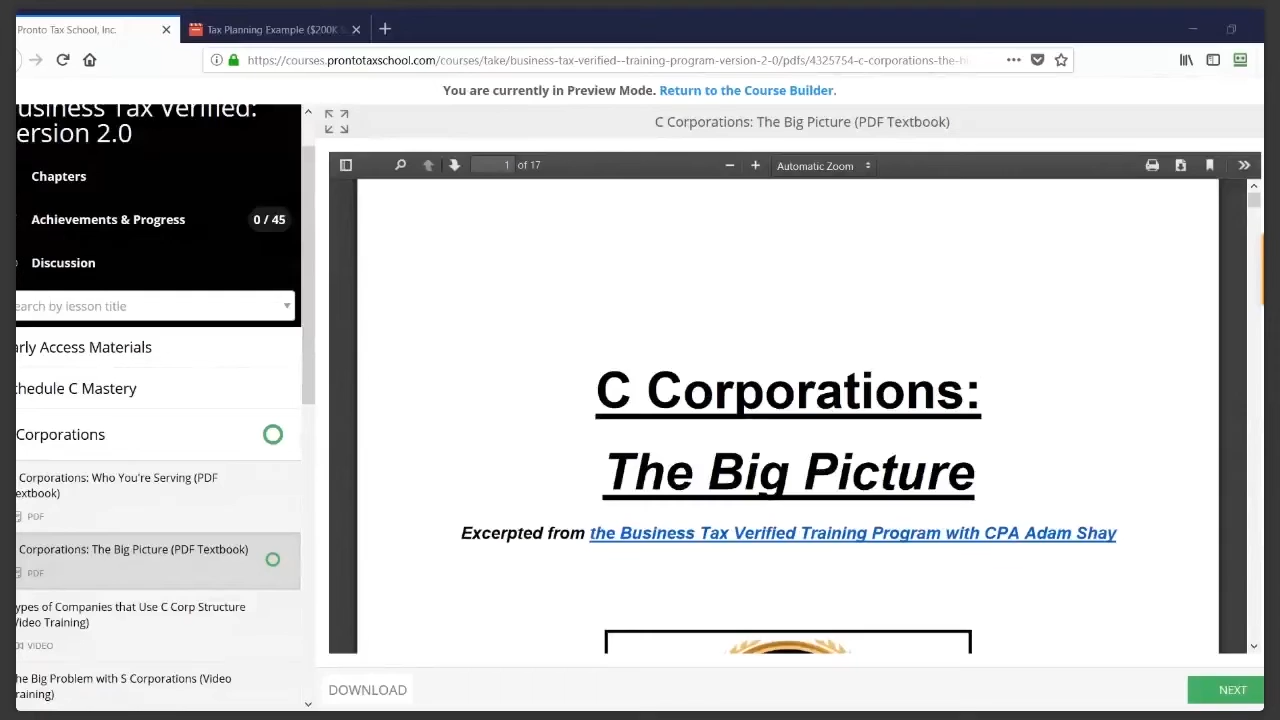 Pronto Tax School, Inc.
Tax Planning Example ($200K
https://courses.prontotaxschool.com/courses/take/business-tax-verified--training-program-version-2-0/pdfs/4325754-c-corporations-the-bi
You are currently in Preview Mode. Return to the Course Builder.
usiness Tax Verified:
ersion 2.0
Chapters
Achievements & Progress 0 / 45
Discussion
earch by lesson title
arly Access Materials
chedule C Mastery
Corporations
Corporations: Who You're Serving (PDF
extbook)
PDF
Corporations: The Big Picture (PDF Textbook)
PDF
ypes of Companies that Use C Corp Structure
Video Training)
VIDEO
he Big Problem with S Corporations (Video
raining)
C Corporations: The Big Picture (PDF Textbook)
1 of 17
Automatic Zoom
C Corporations:
The Big Picture
Excerpted from the Business Tax Verified Training Program with CPA Adam Shay
DOWNLOAD
NEXT